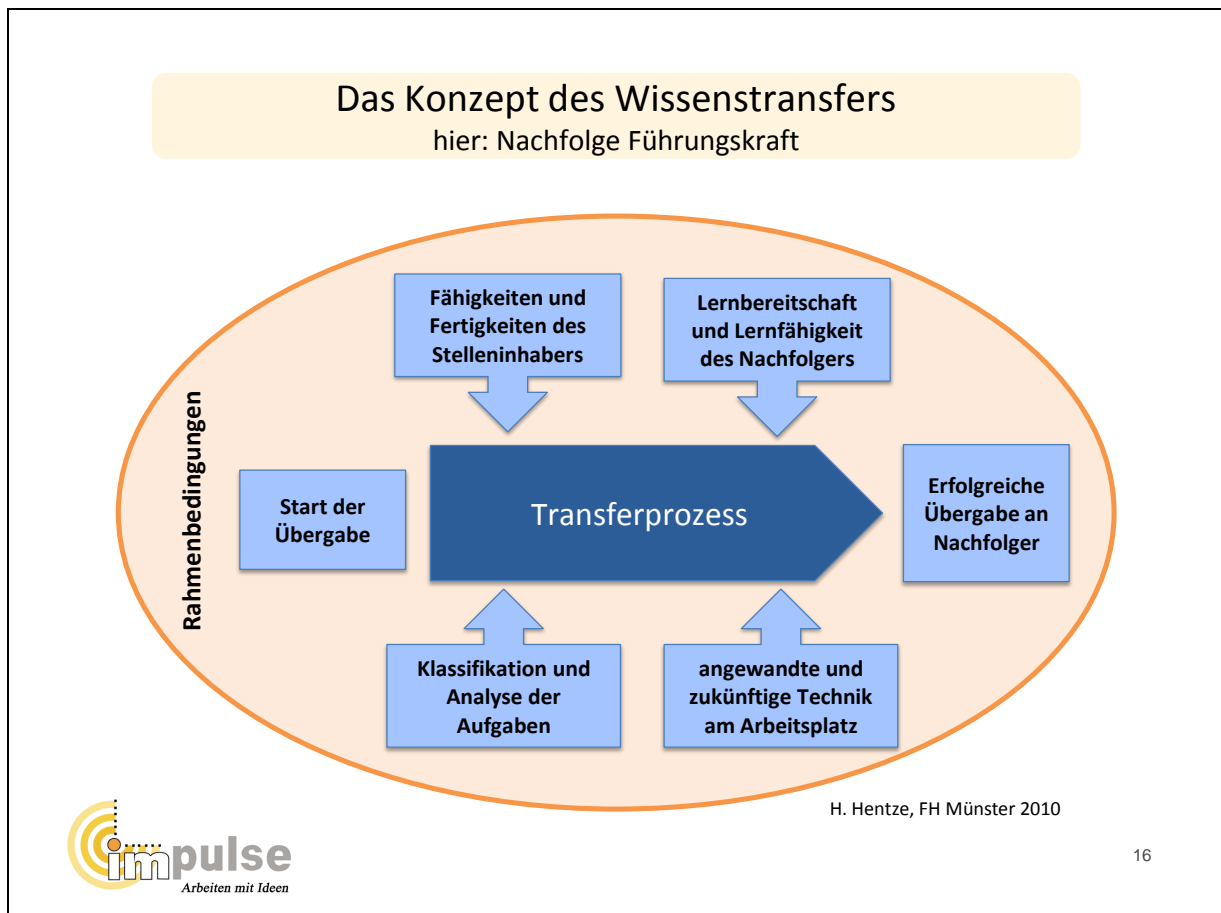 Das Konzept des Wissenstransfers
hier: Nachfolge Führungskraft
Fähigkeiten und
Fertigkeiten des
Stelleninhabers
Lernbereitschaft
und Lernfähigkeit
des Nachfolgers
Rahmenbedingungen
Start der
Übergabe
Transferprozess
Erfolgreiche
Übergabe an
Nachfolger
Klassifikation und
Analyse der
Aufgaben
angewandte und
zukünftige Technik
am Arbeitsplatz
H. Hentze, FH Münster 2010
impulse
Arbeiten mit Ideen
16